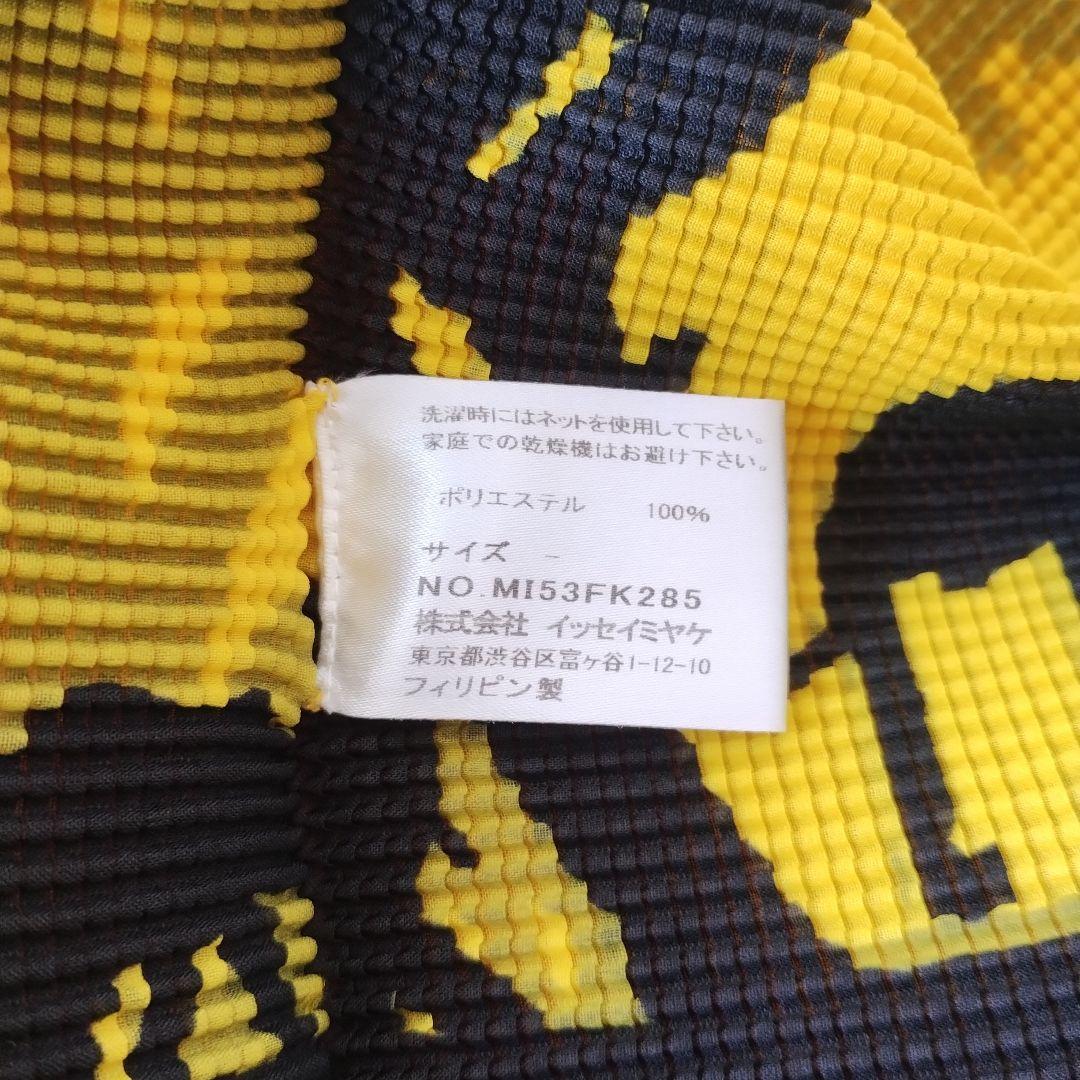 洗濯時にはネットを使用して下さい。
家庭での乾燥機はお避け下さい。
ポリエステル 100%
サイズ -
NO.MI53FK285
株式会社 イッセイミヤケ
東京都渋谷区富ヶ谷1-12-10
フィリピン製